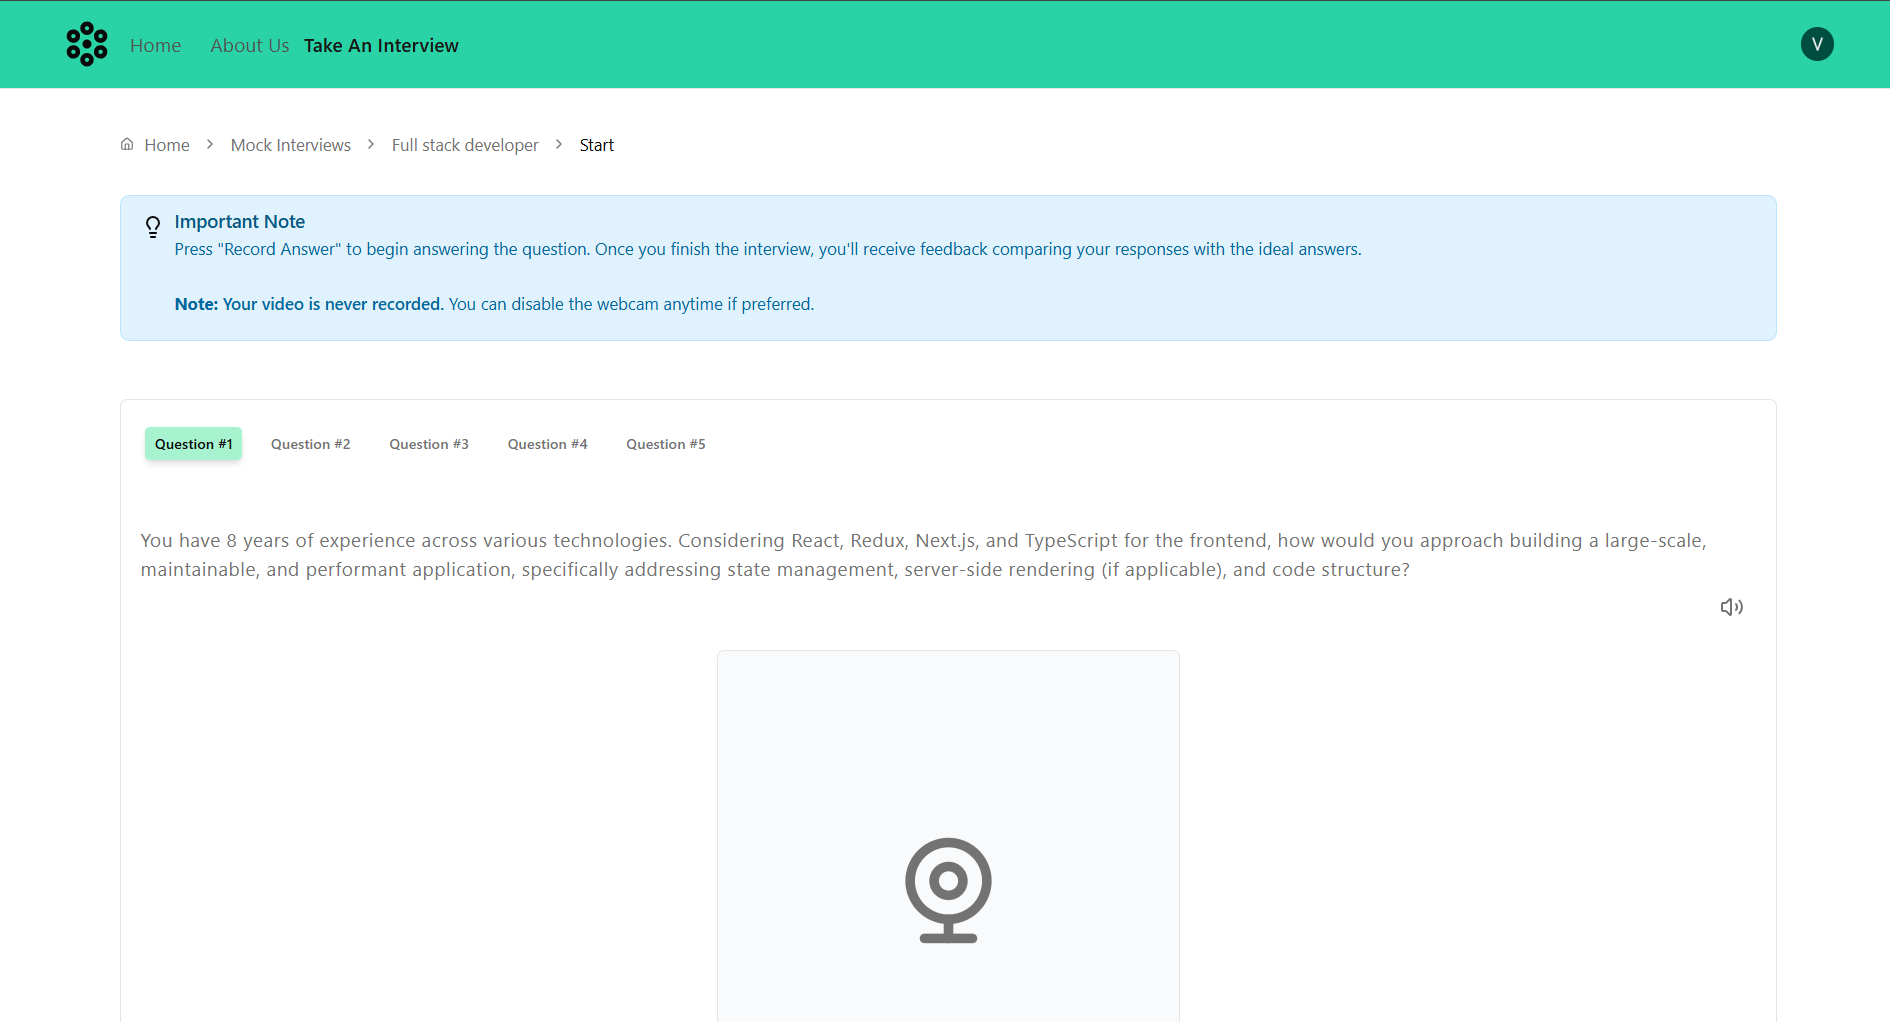 Home About Us Take An Interview
V
Home > Mock Interviews > Full stack developer > Start
Important Note
Press "Record Answer" to begin answering the question. Once you finish the interview, you'll receive feedback comparing your responses with the ideal answers.
Note: Your video is never recorded. You can disable the webcam anytime if preferred.
Question #1 Question #2 Question #3 Question #4 Question #5
You have 8 years of experience across various technologies. Considering React, Redux, Next.js, and TypeScript for the frontend, how would you approach building a large-scale,
maintainable, and performant application, specifically addressing state management, server-side rendering (if applicable), and code structure?